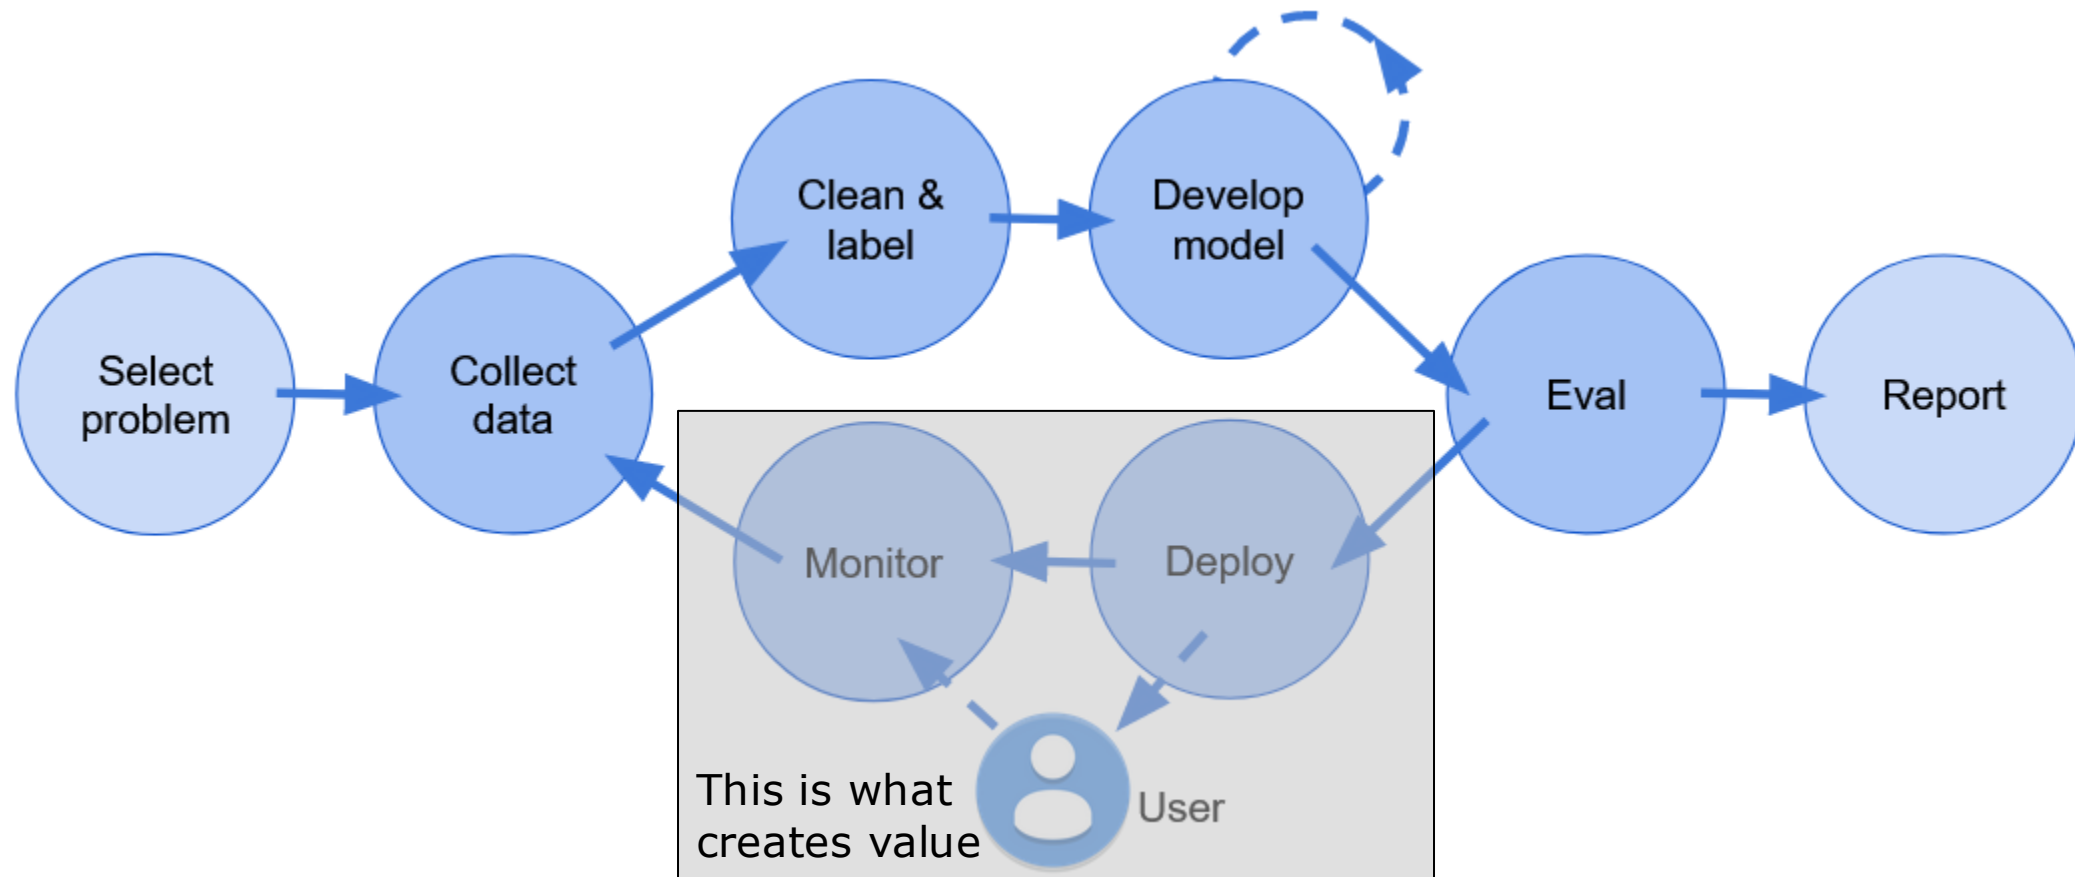 Select
problem
Collect
data
Clean &
label
Develop
model
Eval
Report
Monitor
Deploy
User
This is what
creates value